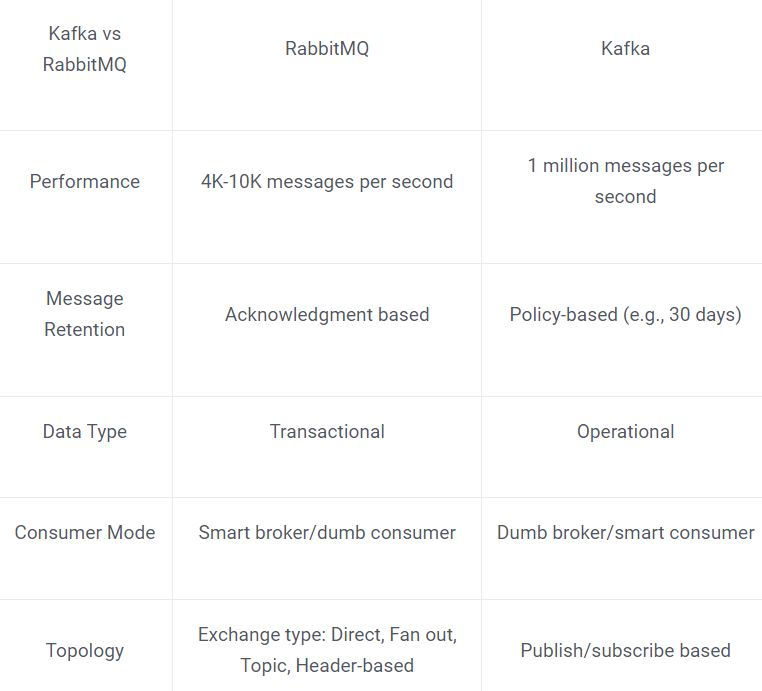 Kafka vs
RabbitMQ
RabbitMQ
Kafka
Performance
4K-10K messages per second
1 million messages per
second
Message
Retention
Acknowledgment based
Policy-based (e.g., 30 days)
Data Type
Transactional
Operational
Consumer Mode
Smart broker/dumb consumer
Dumb broker/smart consumer
Topology
Exchange type: Direct, Fan out,
Topic, Header-based
Publish/subscribe based